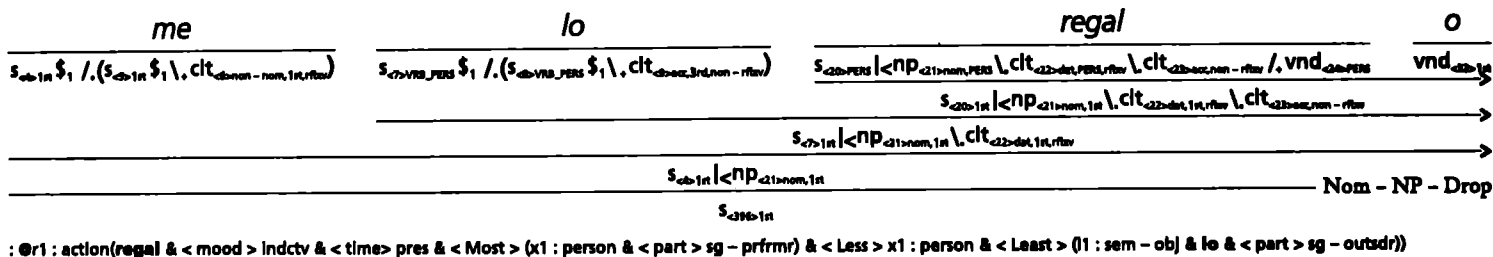 me lo regal o
s<4>1st $1 /.(s<3>1st $1 \+ clt<0>non-nom,1st,rflxv) s<7>VRB_PERS $1 /.(s<8>VRB_PERS $1 \+ clt<9>acc,3rd,non-rflxv) s<20>PERS |<np<21>nom,PERS \. clt<22>dat,PERS,rflxv \. clt<23>acc,non-rflxv /+ vnd<24>PERS vnd<32>1st
s<20>1st |<np<21>nom,1st \. clt<22>dat,1st,rflxv \. clt<23>acc,non-rflxv
s<7>1st |<np<21>nom,1st \. clt<22>dat,1st,rflxv
s<4>1st |<np<21>nom,1st
Nom – NP – Drop
s<396>1st
: @r1 : action(regal & < mood > indctv & < time> pres & < Most > (x1 : person & < part > sg – prfrmr) & < Less > x1 : person & < Least > (l1 : sem – obj & lo & < part > sg – outsdr))